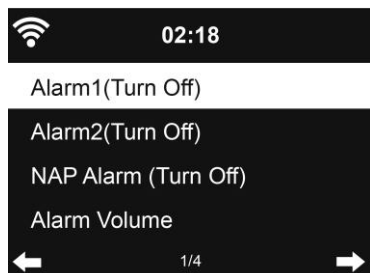 02:18
Alarm1(Turn Off)
Alarm2(Turn Off)
NAP Alarm (Turn Off)
Alarm Volume
1/4